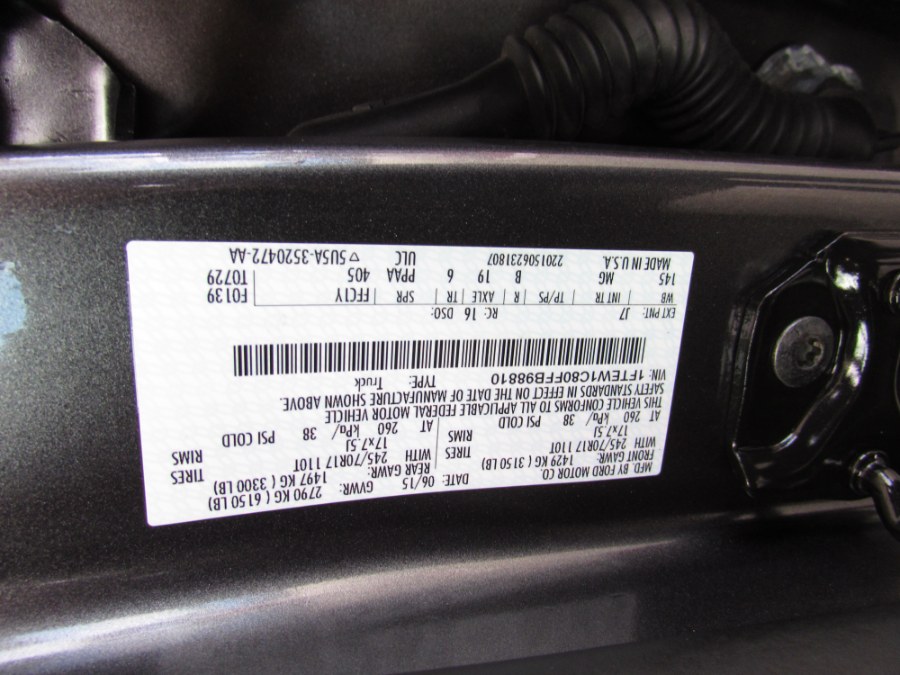 MFD. BY FORD MOTOR CO.
DATE: 06/15 GVWR: 2790 KG ( 6150 LB)
FRONT GAWR: 1429 KG ( 3150 LB) REAR GAWR: 1497 KG ( 3300 LB)
WITH 245/70R17 110T TIRES WITH 245/70R17 110T TIRES
17x7.5J RIMS 17x7.5J RIMS
AT 260 kPa/ 38 PSI COLD AT 260 kPa/ 38 PSI COLD
THIS VEHICLE CONFORMS TO ALL APPLICABLE FEDERAL MOTOR VEHICLE
SAFETY STANDARDS IN EFFECT ON THE DATE OF MANUFACTURE SHOWN ABOVE.
VIN: 1FTEW1C80FFB98810 TYPE: Truck
EXT PNT: J7 RC: 16 DSO: F0139
WB INT TR TP/PS R AXLE TR SPR FFC1Y T0729
145 MG B 19 6 PPAA 405
MADE IN U.S.A. 2201506231807 ULC ▽ 5U5A-3520472-AA